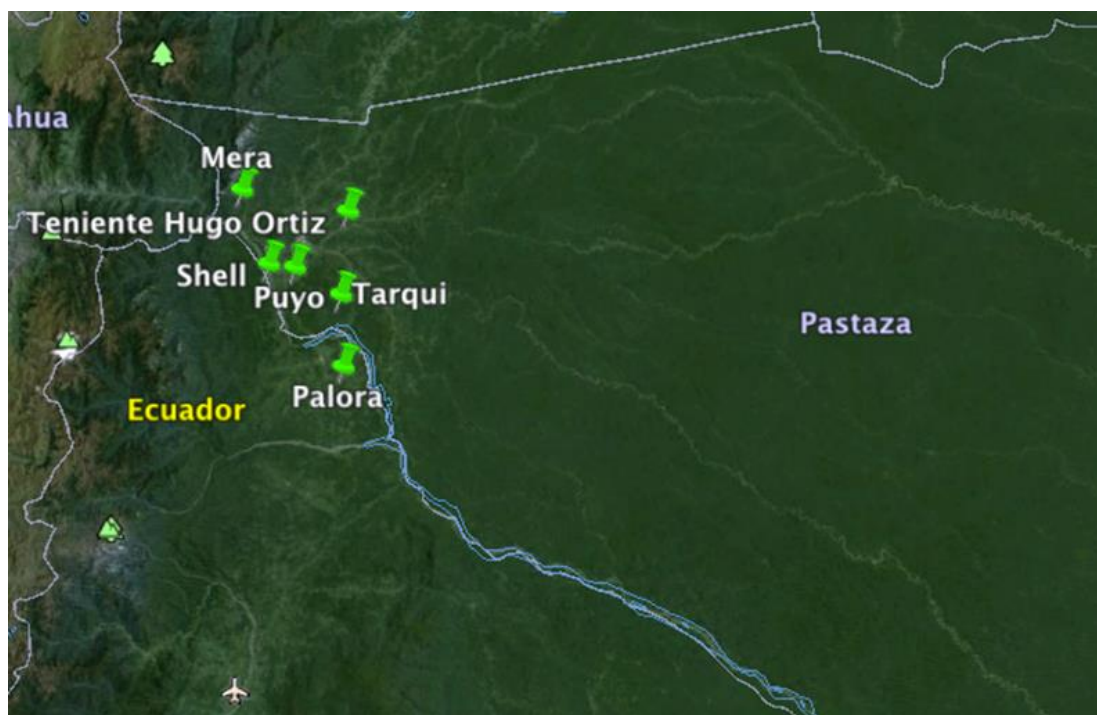 ahua
Mera
Teniente Hugo Ortiz
Shell
Puyo
Tarqui
Pastaza
Palora
Ecuador